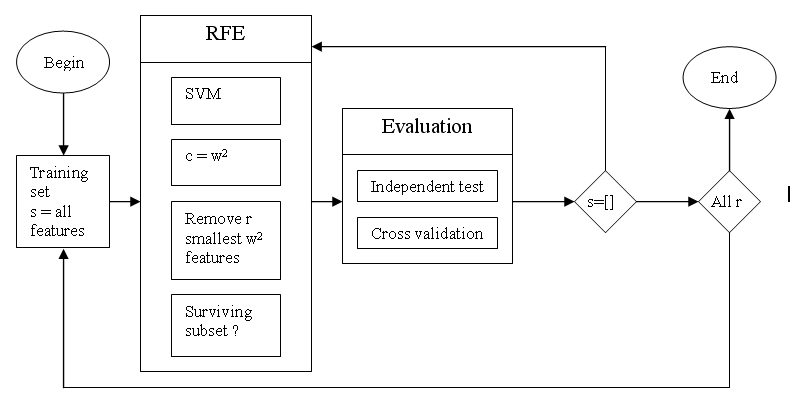 Begin
Training
set
s = all
features
RFE
SVM
c = w²
Remove r
smallest w²
features
Surviving
subset ?
Evaluation
Independent test
Cross validation
s=[]
All r
End